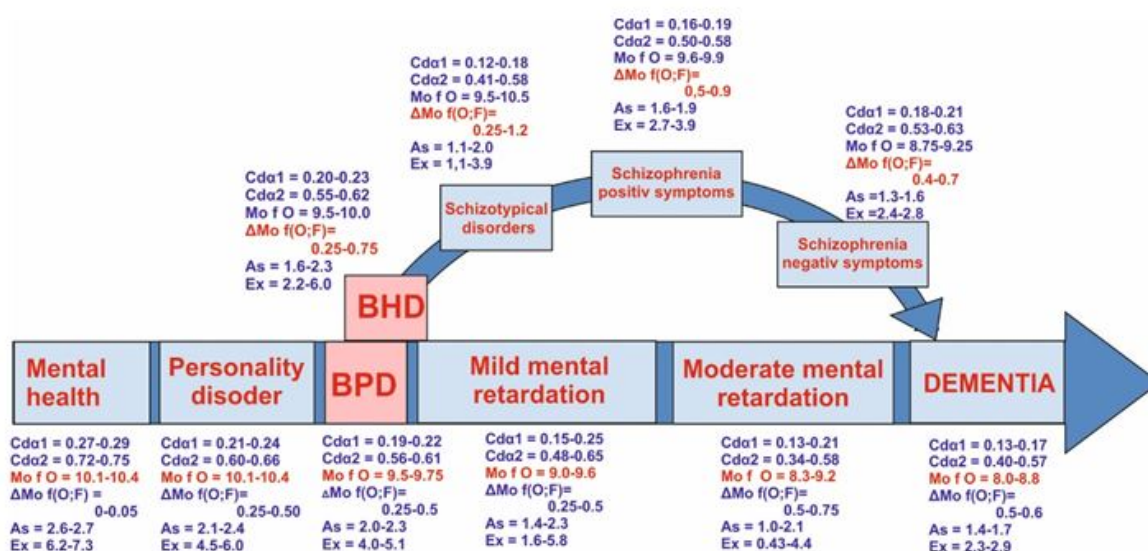 Cdα1 = 0.16-0.19
Cdα2 = 0.50-0.58
Mo f O = 9.6-9.9
ΔMo f(O;F)=
0,5-0.9
As = 1.6-1.9
Ex = 2.7-3.9
Cdα1 = 0.12-0.18
Cdα2 = 0.41-0.58
Mo f O = 9.5-10.5
ΔMo f(O;F)=
0.25-1.2
As = 1,1-2.0
Ex = 1,1-3.9
Cdα1 = 0.18-0.21
Cdα2 = 0.53-0.63
Mo f O = 8.75-9.25
ΔMo f(O;F)=
0.4-0.7
As =1.3-1.6
Ex =2.4-2.8
Cdα1 = 0.20-0.23
Cdα2 = 0.55-0.62
Mo f O = 9.5-10.0
ΔMo f(O;F)=
0.25-0.75
As = 1.6-2.3
Ex = 2.2-6.0
Schizotypical
disorders
Schizophrenia
positiv symptoms
Schizophrenia
negativ symptoms
BHD
Mental
health
Personality
disoder
BPD
Mild mental
retardation
Moderate mental
retardation
DEMENTIA
Cdα1 = 0.27-0.29
Cdα2 = 0.72-0.75
Mo f O = 10.1-10.4
ΔMo f(O;F) =
0-0.05
As = 2.6-2.7
Ex = 6.2-7.3
Cdα1 = 0.21-0.24
Cdα2 = 0.60-0.66
Mo f O = 10.1-10.4
ΔMo f(O;F)=
0.25-0.50
As = 2.1-2.4
Ex = 4.5-6.0
Cdα1 = 0.19-0.22
Cdα2 = 0.56-0.61
Mo f O = 9.5-9.75
ΔMo f(O;F)=
0.25-0.5
As = 2.0-2.3
Ex = 4.0-5.1
Cdα1 = 0.15-0.25
Cdα2 = 0.48-0.65
Mo f O = 9.0-9.6
ΔMo f(O;F)=
0.25-0.5
As = 1.4-2.3
Ex = 1.6-5.8
Cdα1 = 0.13-0.21
Cdα2 = 0.34-0.58
Mo f O = 8.3-9.2
ΔMo f(O;F)=
0.5-0.75
As = 1.0-2.1
Ex = 0.43-4.4
Cdα1 = 0.13-0.17
Cdα2 = 0.40-0.57
Mo f O = 8.0-8.8
ΔMo f(O;F)=
0.5-0.6
As = 1.4-1.7
Ex = 2.3-2.9